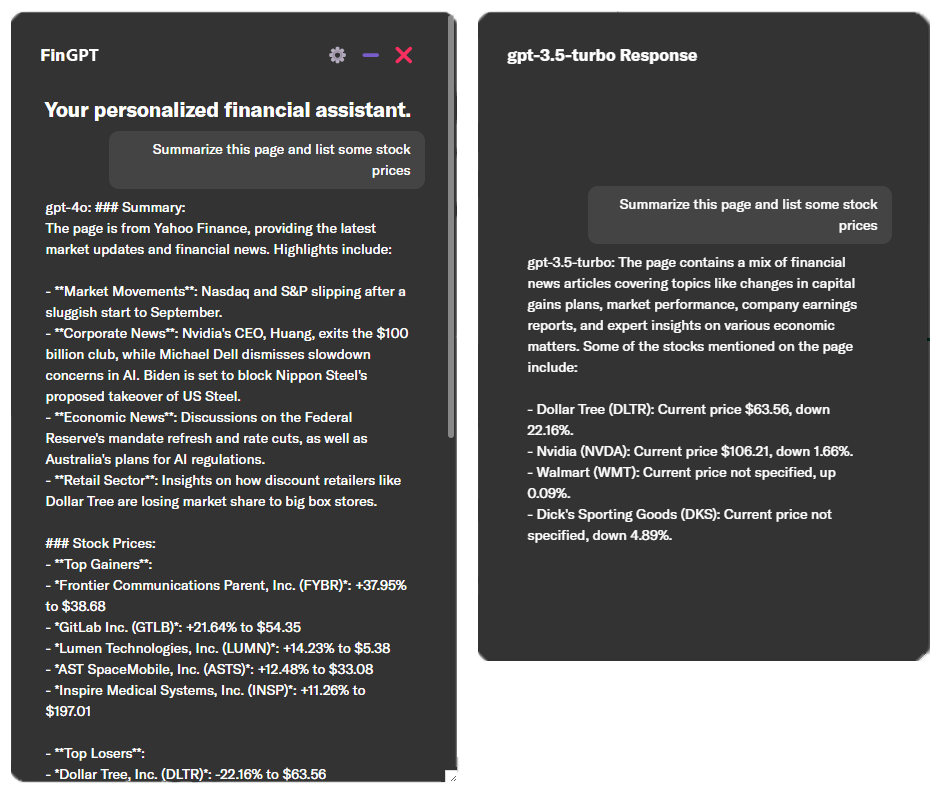 FinGPT
Your personalized financial assistant.
Summarize this page and list some stock
prices
gpt-4o: ### Summary:
The page is from Yahoo Finance, providing the latest
market updates and financial news. Highlights include:
- **Market Movements**: Nasdaq and S&P slipping after a
sluggish start to September.
- **Corporate News**: Nvidia's CEO, Huang, exits the $100
billion club, while Michael Dell dismisses slowdown
concerns in AI. Biden is set to block Nippon Steel's
proposed takeover of US Steel.
- **Economic News**: Discussions on the Federal
Reserve's mandate refresh and rate cuts, as well as
Australia's plans for AI regulations.
- **Retail Sector**: Insights on how discount retailers like
Dollar Tree are losing market share to big box stores.
### Stock Prices:
- **Top Gainers**:
- *Frontier Communications Parent, Inc. (FYBR)*: +37.95%
to $38.68
- *GitLab Inc. (GTLB)*: +21.64% to $54.35
- *Lumen Technologies, Inc. (LUMN)*: +14.23% to $5.38
- *AST SpaceMobile, Inc. (ASTS)*: +12.48% to $33.08
- *Inspire Medical Systems, Inc. (INSP)*: +11.26% to
$197.01
- **Top Losers**:
- *Dollar Tree, Inc. (DLTR)*: -22.16% to $63.56
gpt-3.5-turbo Response
Summarize this page and list some stock
prices
gpt-3.5-turbo: The page contains a mix of financial
news articles covering topics like changes in capital
gains plans, market performance, company earnings
reports, and expert insights on various economic
matters. Some of the stocks mentioned on the page
include:
- Dollar Tree (DLTR): Current price $63.56, down
22.16%.
- Nvidia (NVDA): Current price $106.21, down 1.66%.
- Walmart (WMT): Current price not specified, up
0.09%.
- Dick's Sporting Goods (DKS): Current price not
specified, down 4.89%.